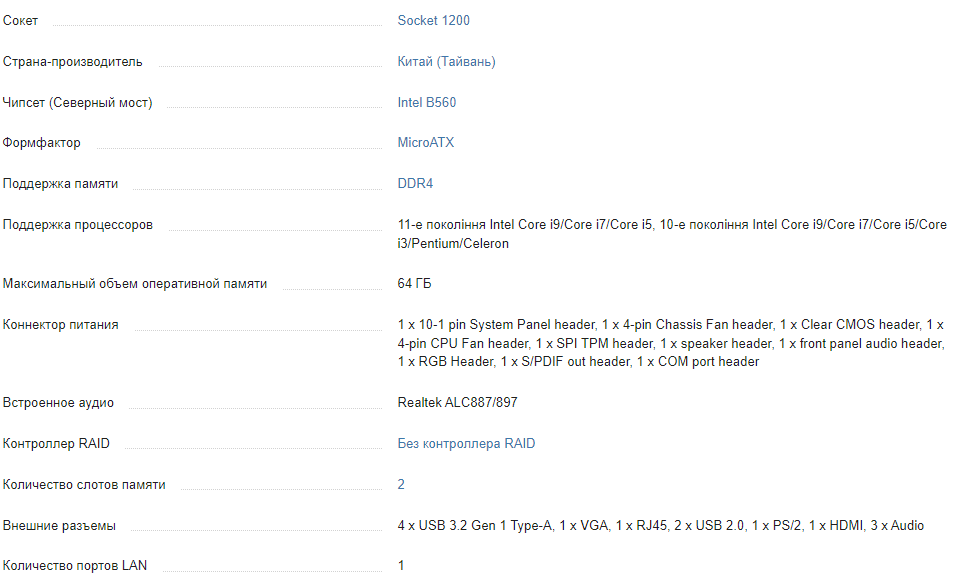 Сокет Socket 1200
Страна-производитель Китай (Тайвань)
Чипсет (Северный мост) Intel B560
Формфактор MicroATX
Поддержка памяти DDR4
Поддержка процессоров 11-е покоління Intel Core i9/Core i7/Core i5, 10-е покоління Intel Core i9/Core i7/Core i5/Core
i3/Pentium/Celeron
Максимальный объем оперативной памяти 64 ГБ
Коннектор питания 1 x 10-1 pin System Panel header, 1 x 4-pin Chassis Fan header, 1 x Clear CMOS header, 1 x
4-pin CPU Fan header, 1 x SPI TPM header, 1 x speaker header, 1 x front panel audio header,
1 x RGB Header, 1 x S/PDIF out header, 1 x COM port header
Встроенное аудио Realtek ALC887/897
Контроллер RAID Без контроллера RAID
Количество слотов памяти 2
Внешние разъемы 4 x USB 3.2 Gen 1 Type-A, 1 x VGA, 1 x RJ45, 2 x USB 2.0, 1 x PS/2, 1 x HDMI, 3 x Audio
Количество портов LAN 1